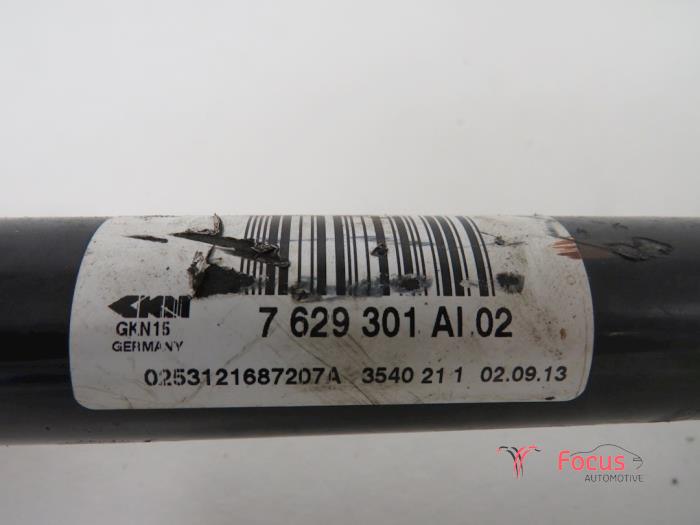 GKN
GKN15
GERMANY
7 629 301 AI 02
0253121687207A 3540 21 1 02.09.13
Focus
AUTOMOTIVE